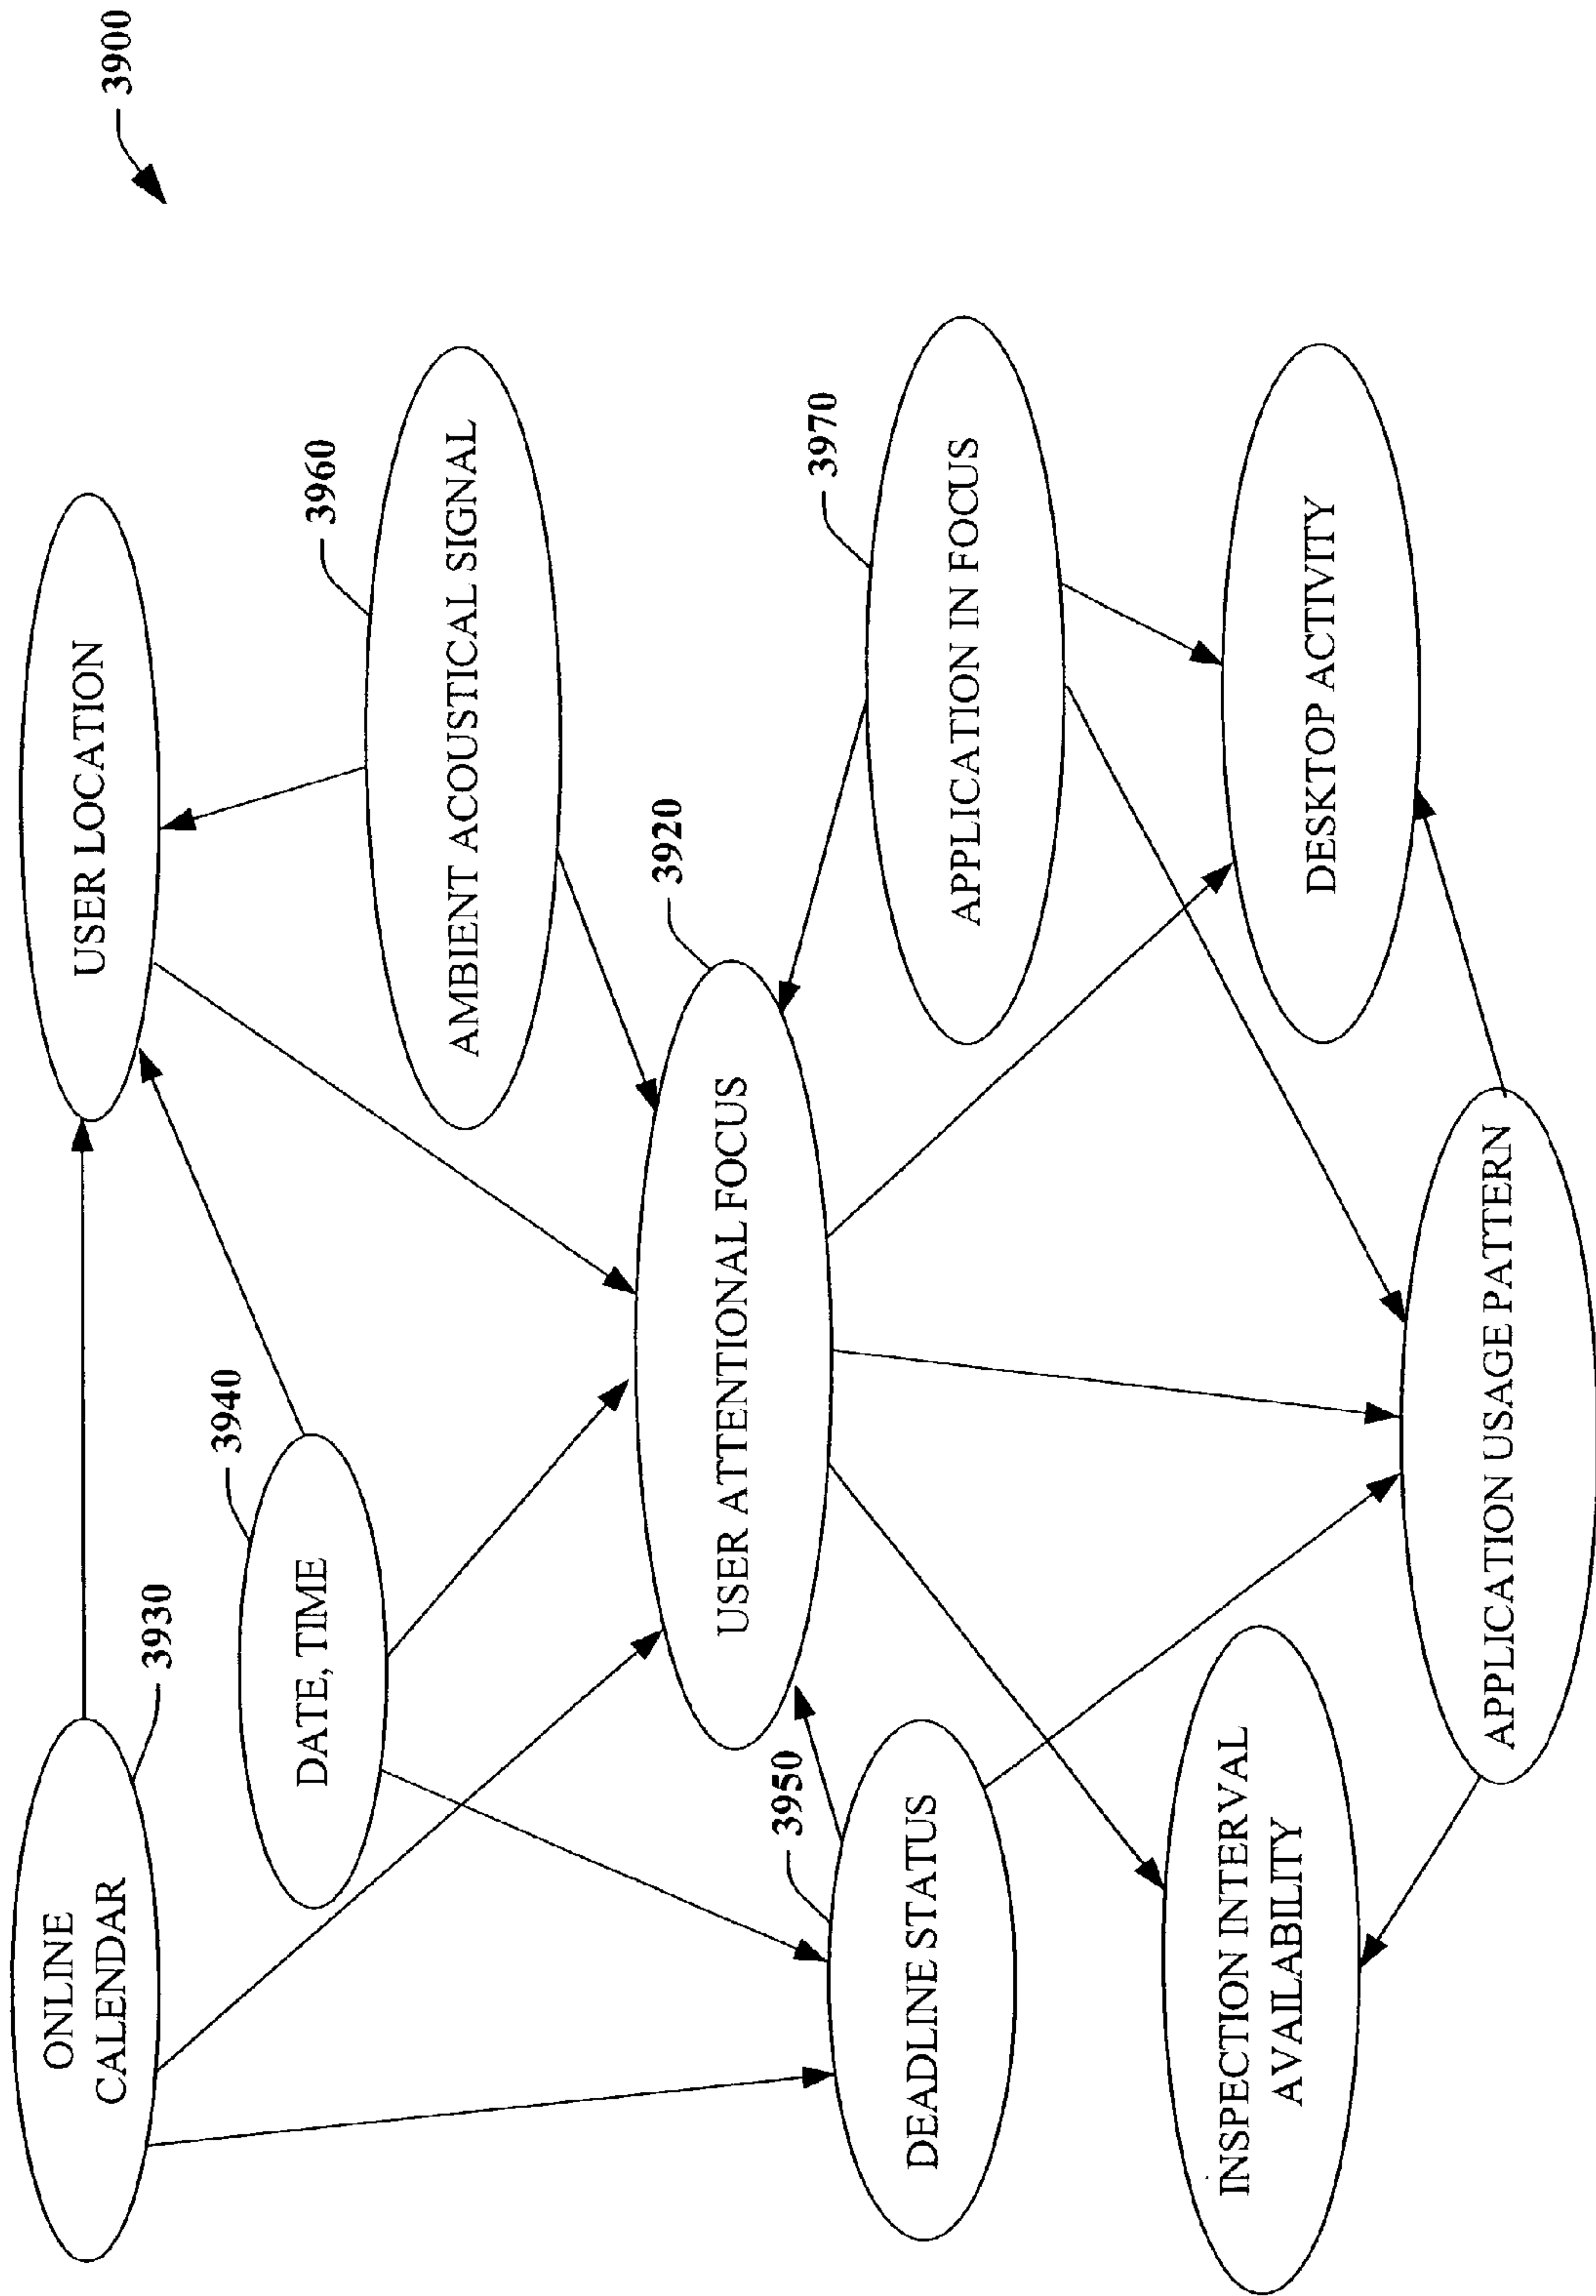 3900
ONLINE
CALENDAR
3930
USER LOCATION
DATE, TIME
3940
AMBIENT ACOUSTICAL SIGNAL
3960
USER ATTENTIONAL FOCUS
3920
DEADLINE STATUS
3950
APPLICATION IN FOCUS
3970
INSPECTION INTERVAL
AVAILABILITY
DESKTOP ACTIVITY
APPLICATION USAGE PATTERN